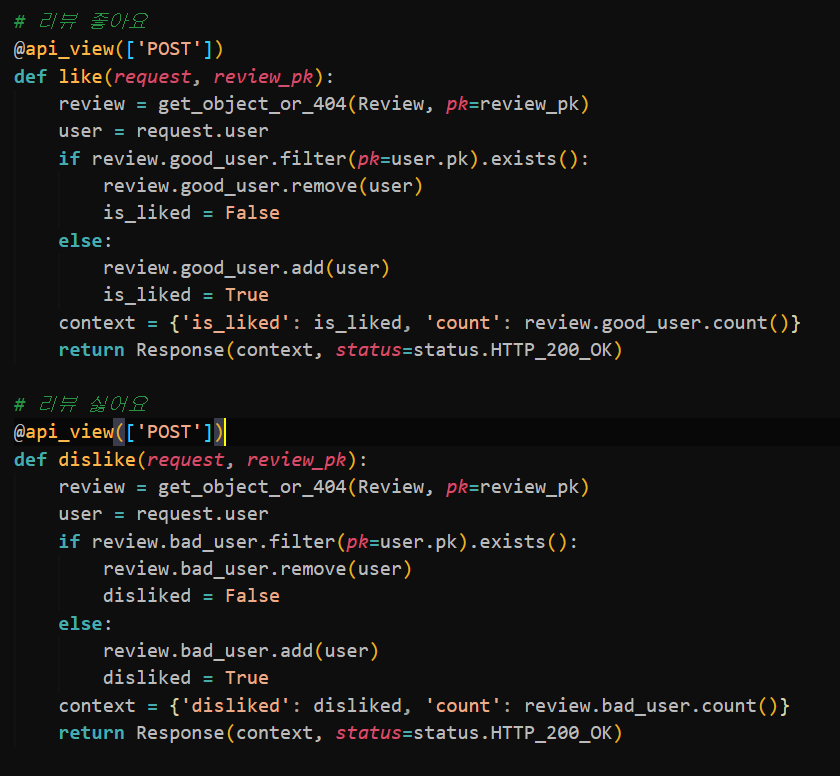 # 리뷰 좋아요
@api_view(['POST'])
def like(request, review_pk):
    review = get_object_or_404(Review, pk=review_pk)
    user = request.user
    if review.good_user.filter(pk=user.pk).exists():
        review.good_user.remove(user)
        is_liked = False
    else:
        review.good_user.add(user)
        is_liked = True
    context = {'is_liked': is_liked, 'count': review.good_user.count()}
    return Response(context, status=status.HTTP_200_OK)

# 리뷰 싫어요
@api_view(['POST'])
def dislike(request, review_pk):
    review = get_object_or_404(Review, pk=review_pk)
    user = request.user
    if review.bad_user.filter(pk=user.pk).exists():
        review.bad_user.remove(user)
        disliked = False
    else:
        review.bad_user.add(user)
        disliked = True
    context = {'disliked': disliked, 'count': review.bad_user.count()}
    return Response(context, status=status.HTTP_200_OK)